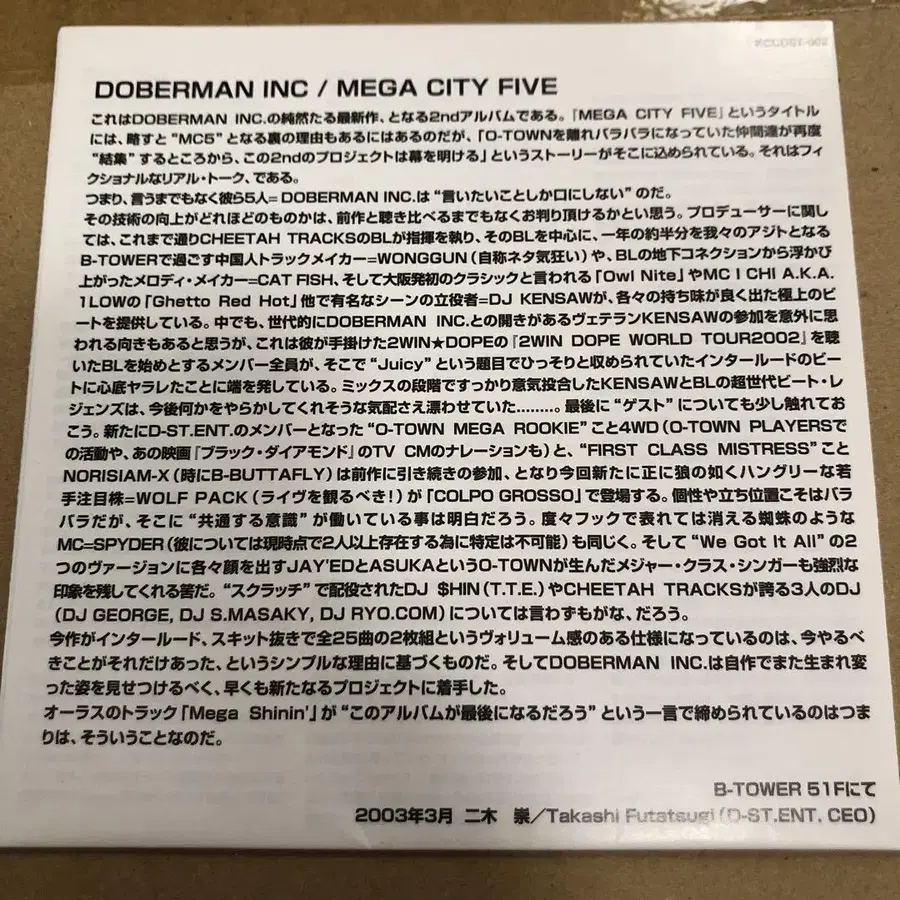 KCCDST-002
DOBERMAN INC / MEGA CITY FIVE
これはDOBERMAN INC.の純然たる最新作、となる2ndアルバムである。『MEGA CITY FIVE』というタイトル
には、略すと“MC5”となる裏の理由もあるにはあるのだが、「O-TOWNを離れバラバラになっていた仲間達が再度
“結集”するところから、この2ndのプロジェクトは幕を明ける」というストーリーがそこに込められている。それはフィ
クショナルなリアル・トーク、である。
つまり、言うまでもなく彼ら5人=DOBERMAN INC.は“言いたいことしか口にしない”のだ。
その技術の向上がどれほどのものかは、前作と聴き比べるまでもなくお判り頂けるかと思う。プロデューサーに関し
ては、これまで通りCHEETAH TRACKSのBLが指揮を執り、そのBLを中心に、一年の約半分を我々のアジトとなる
B-TOWERで過ごす中国人トラックメイカー=WONGGUN(自称ネタ気狂い)や、BLの地下コネクションから浮かび
上がったメロディ・メイカー=CAT FISH、そして大阪発初のクラシックと言われる「Owl Nite」やMC I CHI A.K.A.
1LOWの「Ghetto Red Hot」他で有名なシーンの立役者=DJ KENSAWが、各々の持ち味が良く出た極上のビ
ートを提供している。中でも、世代的にDOBERMAN INC.との開きがあるヴェテランKENSAWの参加を意外に思
われる向きもあると思うが、これは彼が手掛けた2WIN★DOPEの『2WIN DOPE WORLD TOUR2002』を聴
いたBLを始めとするメンバー全員が、そこで“Juicy”という題目でひっそりと収められていたインタールードのビー
トに心底ヤラレたことに端を発している。ミックスの段階ですっかり意気投合したKENSAWとBLの超世代ビート・レ
ジェンズは、今後何かをやらかしてくれそうな気配さえ漂わせていた........。最後に“ゲスト”についても少し触れてお
こう。新たにD-ST.ENT.のメンバーとなった“O-TOWN MEGA ROOKIE”こと4WD(O-TOWN PLAYERSで
の活動や、あの映画『ブラック・ダイアモンド』のTV CMのナレーションも)と、“FIRST CLASS MISTRESS”こと
NORISIAM-X(時にB-BUTTAFLY)は前作に引き続きの参加、となり今回新たに正に狼の如くハングリーな若
手注目株=WOLF PACK(ライヴを観るべき!)が「COLPO GROSSO」で登場する。個性や立ち位置こそはバラ
バラだが、そこに“共通する意識”が働いている事は明白だろう。度々フックで表れては消える蜘蛛のような
MC=SPYDER(彼については現時点で2人以上存在する為に特定は不可能)も同じく。そして“We Got It All”の2
つのヴァージョンに各々顔を出すJAY'EDとASUKAというO-TOWNが生んだメジャー・クラス・シンガーも強烈な
印象を残してくれる筈だ。“スクラッチ”で配役されたDJ $HIN(T.T.E.)やCHEETAH TRACKSが誇る3人のDJ
(DJ GEORGE, DJ S.MASAKY, DJ RYO.COM)については言わずもがな、だろう。
今作がインタールード、スキット抜きで全25曲の2枚組というヴォリューム感のある仕様になっているのは、今やるべ
きことがそれだけあった、というシンプルな理由に基づくものだ。そしてDOBERMAN INC.は自作でまた生まれ変
った姿を見せつけるべく、早くも新たなるプロジェクトに着手した。
オーラスのトラック「Mega Shinin'」が“このアルバムが最後になるだろう”という一言で締められているのはつま
りは、そういうことなのだ。
B-TOWER 51Fにて
2003年3月 二木 崇/Takashi Futatsugi(D-ST.ENT. CEO)